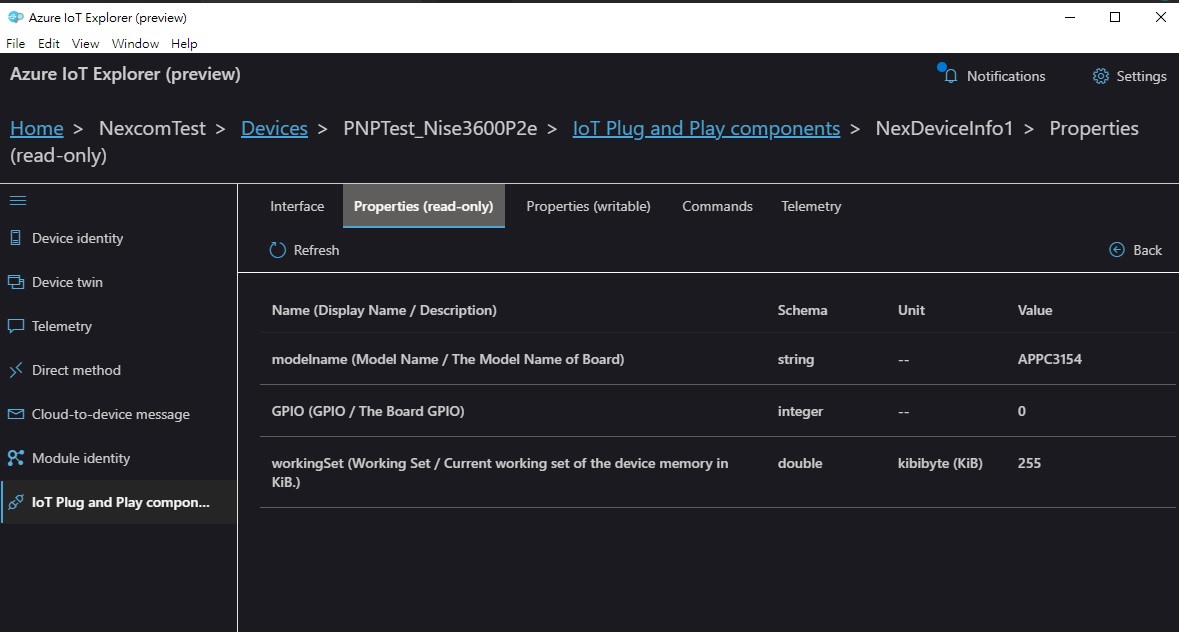 Azure IoT Explorer (preview)
File Edit View Window Help
Azure IoT Explorer (preview)
Notifications
Settings
Home > NexcomTest > Devices > PNPTest_Nise3600P2e > IoT Plug and Play components > NexDeviceInfo1 > Properties
(read-only)
Device identity
Device twin
Telemetry
Direct method
Cloud-to-device message
Module identity
IoT Plug and Play compon...
Interface Properties (read-only) Properties (writable) Commands Telemetry
Refresh
Back
Name (Display Name / Description) Schema Unit Value
modelname (Model Name / The Model Name of Board) string -- APPC3154
GPIO (GPIO / The Board GPIO) integer -- 0
workingSet (Working Set / Current working set of the device memory in double kibibyte (KiB) 255
KiB.)